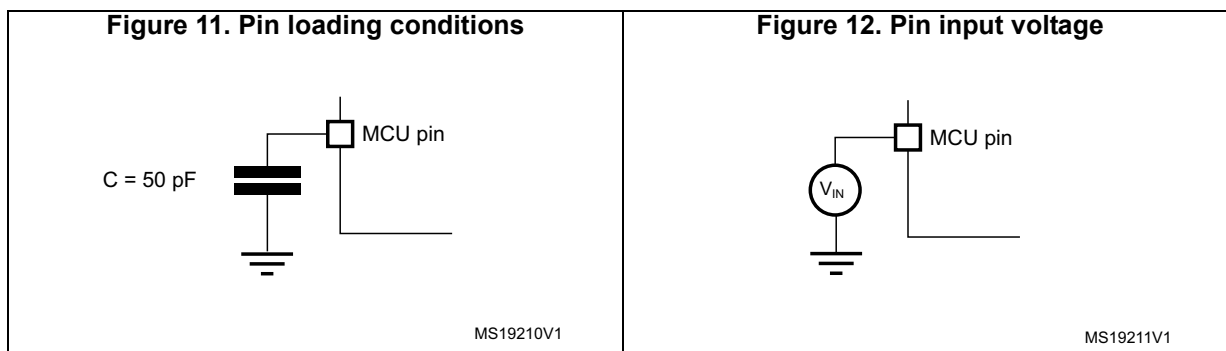 Figure 11. Pin loading conditions
MCU pin
C = 50 pF
MS19210V1
Figure 12. Pin input voltage
MCU pin
VIN
MS19211V1